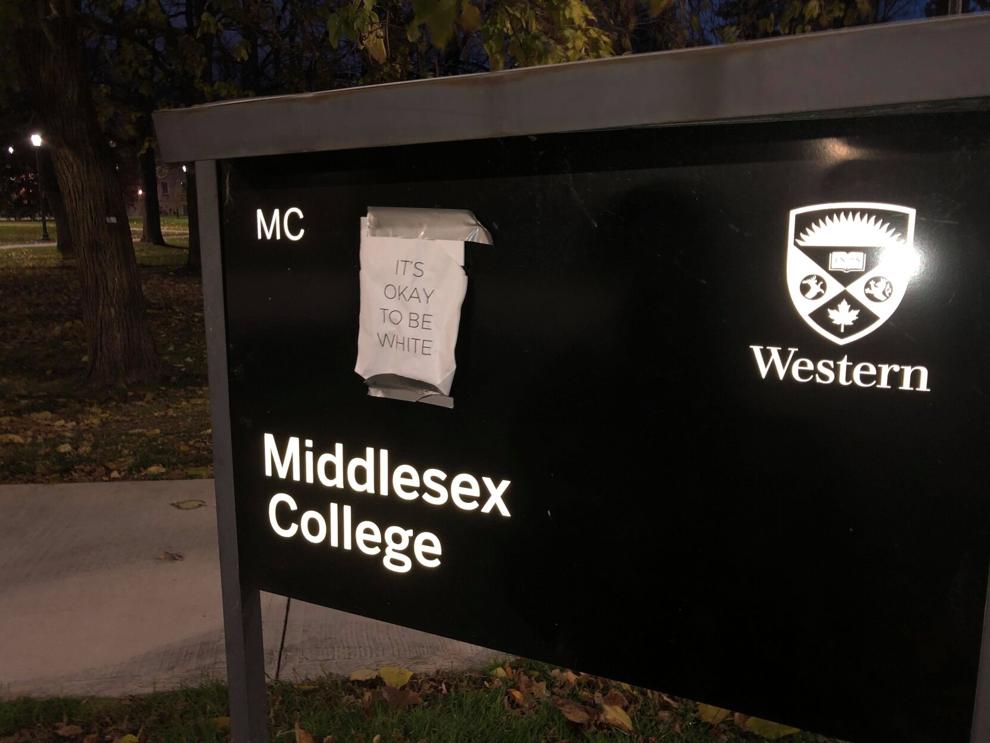 MC
IT'S
OKAY
TO BE
WHITE
Western
Middlesex
College